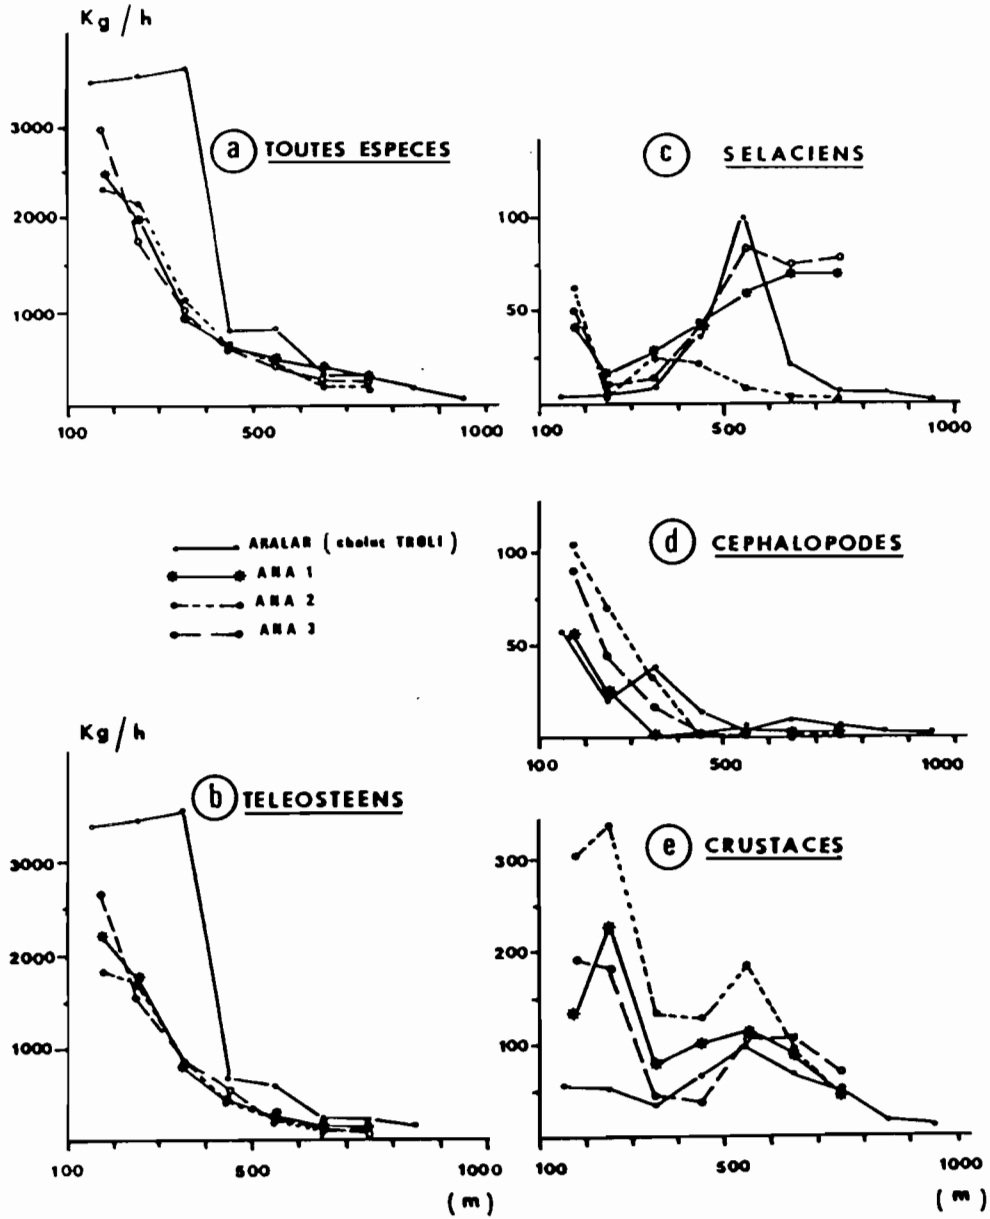 Kg/h
3000
2000
1000
100 500 1000
a TOUTES ESPECES
c SELACIENS
100
50
100 500 1000
ARALAR (chalut TROLI)
ANA 1
ANA 2
ANA 3
d CEPHALOPODES
100
50
100 500 1000
Kg/h
b TELEOSTEENS
3000
2000
1000
100 500 1000
(m)
e CRUSTACES
300
200
100
100 500 1000
(m)